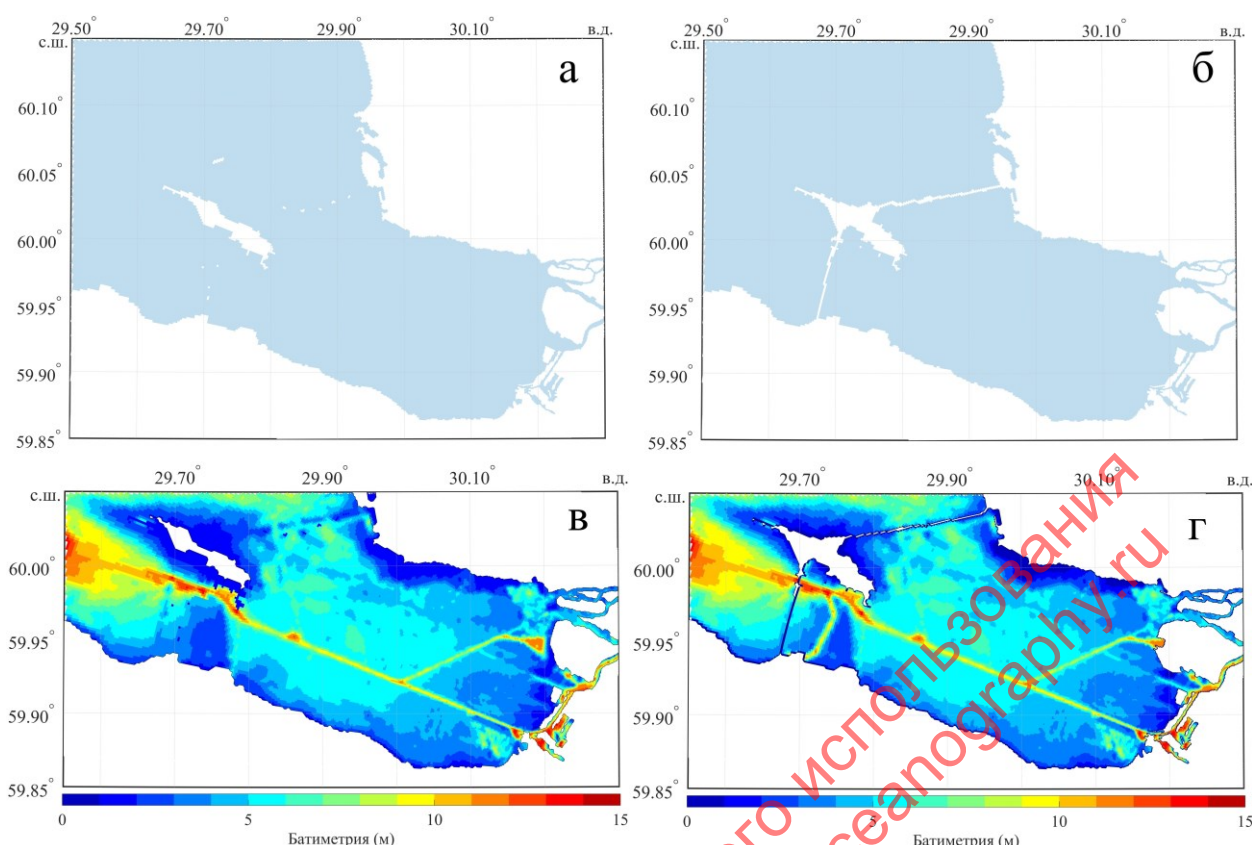 29.50° 29.70° 29.90° 30.10° в.д.
с.ш.
а
60.10°
60.05°
60.00°
59.95°
59.90°
59.85°
29.50° 29.70° 29.90° 30.10° в.д.
с.ш.
б
60.10°
60.05°
60.00°
59.95°
59.90°
59.85°
29.70° 29.90° 30.10° в.д.
с.ш.
в
60.00°
59.95°
59.90°
59.85°
0 5 10 15
Батиметрия (м)
29.70° 29.90° 30.10° в.д.
с.ш.
г
60.00°
59.95°
59.90°
59.85°
0 5 10 15
Батиметрия (м)
го использования
ceanography.ru